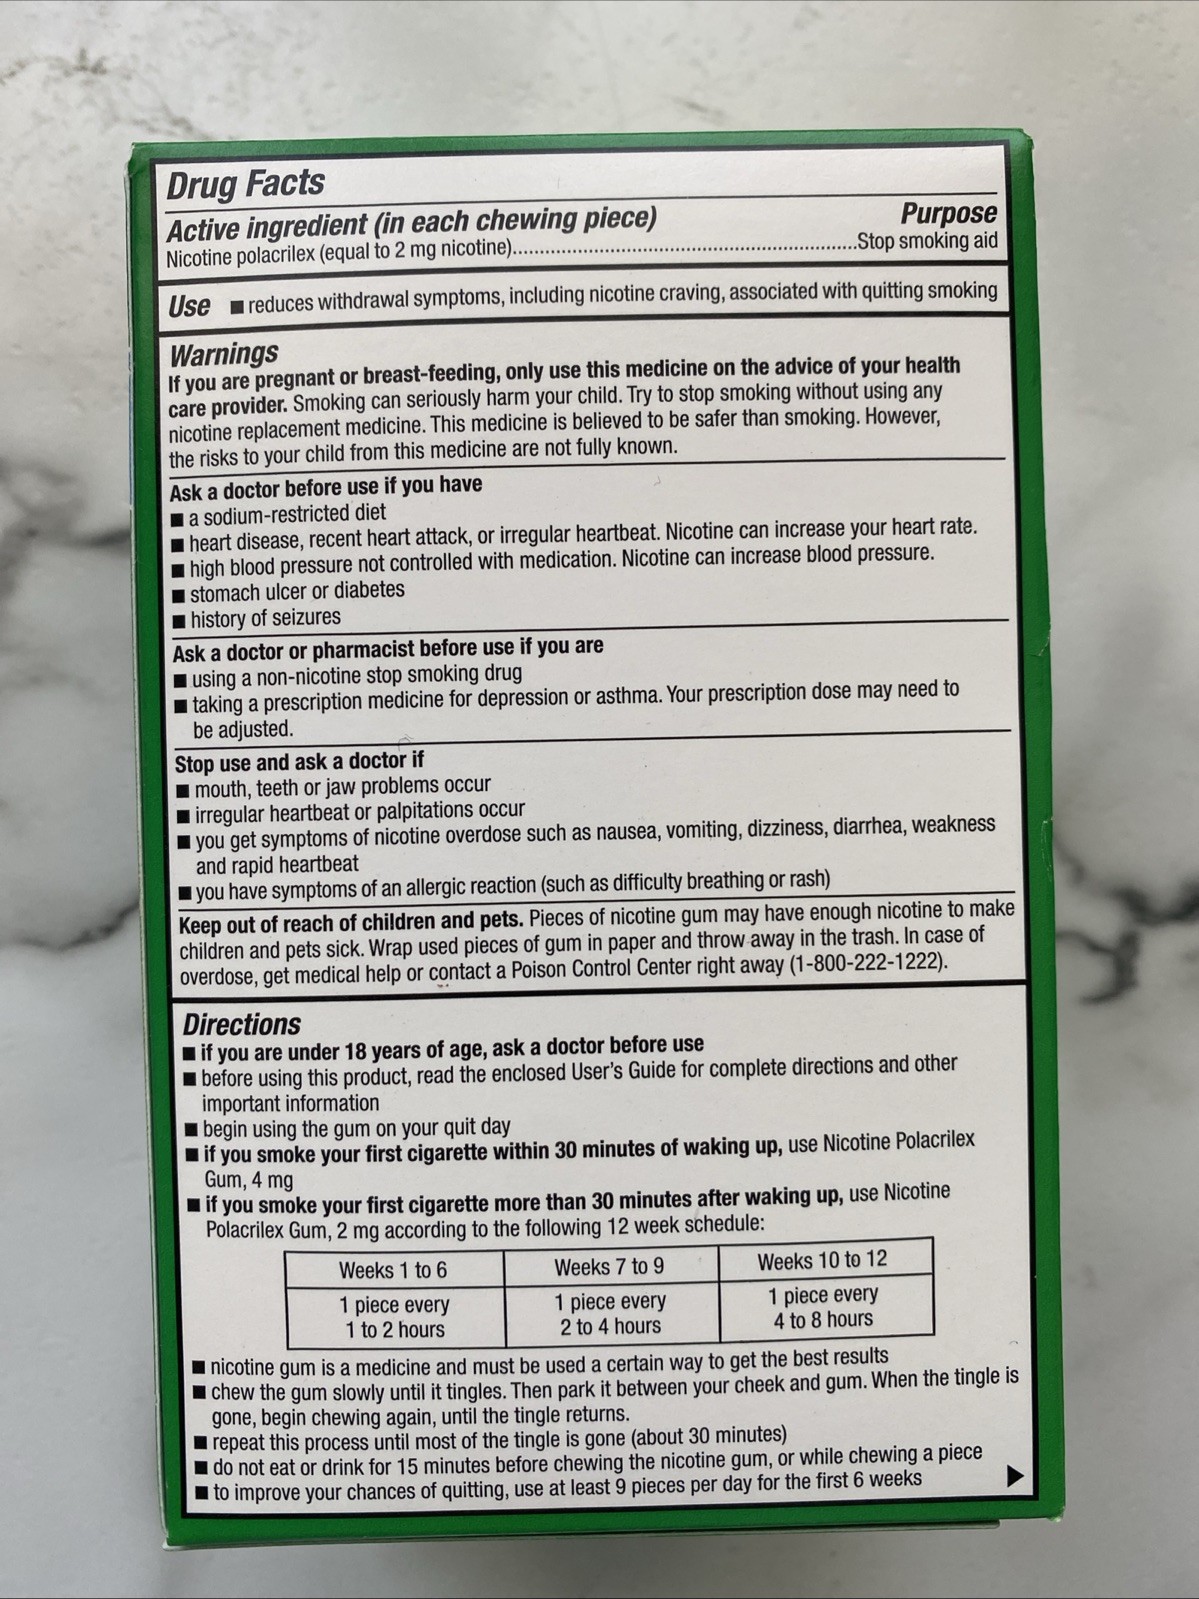 Drug Facts
Active ingredient (in each chewing piece) Purpose
Nicotine polacrilex (equal to 2 mg nicotine)..........................................................Stop smoking aid
Use ■ reduces withdrawal symptoms, including nicotine craving, associated with quitting smoking
Warnings
If you are pregnant or breast-feeding, only use this medicine on the advice of your health
care provider. Smoking can seriously harm your child. Try to stop smoking without using any
nicotine replacement medicine. This medicine is believed to be safer than smoking. However,
the risks to your child from this medicine are not fully known.
Ask a doctor before use if you have
■ a sodium-restricted diet
■ heart disease, recent heart attack, or irregular heartbeat. Nicotine can increase your heart rate.
■ high blood pressure not controlled with medication. Nicotine can increase blood pressure.
■ stomach ulcer or diabetes
■ history of seizures
Ask a doctor or pharmacist before use if you are
■ using a non-nicotine stop smoking drug
■ taking a prescription medicine for depression or asthma. Your prescription dose may need to
be adjusted.
Stop use and ask a doctor if
■ mouth, teeth or jaw problems occur
■ irregular heartbeat or palpitations occur
■ you get symptoms of nicotine overdose such as nausea, vomiting, dizziness, diarrhea, weakness
and rapid heartbeat
■ you have symptoms of an allergic reaction (such as difficulty breathing or rash)
Keep out of reach of children and pets. Pieces of nicotine gum may have enough nicotine to make
children and pets sick. Wrap used pieces of gum in paper and throw away in the trash. In case of
overdose, get medical help or contact a Poison Control Center right away (1-800-222-1222).
Directions
■ if you are under 18 years of age, ask a doctor before use
■ before using this product, read the enclosed User's Guide for complete directions and other
important information
■ begin using the gum on your quit day
■ if you smoke your first cigarette within 30 minutes of waking up, use Nicotine Polacrilex
Gum, 4 mg
■ if you smoke your first cigarette more than 30 minutes after waking up, use Nicotine
Polacrilex Gum, 2 mg according to the following 12 week schedule:
Weeks 1 to 6 Weeks 7 to 9 Weeks 10 to 12
1 piece every 1 piece every 1 piece every
1 to 2 hours 2 to 4 hours 4 to 8 hours
■ nicotine gum is a medicine and must be used a certain way to get the best results
■ chew the gum slowly until it tingles. Then park it between your cheek and gum. When the tingle is
gone, begin chewing again, until the tingle returns.
■ repeat this process until most of the tingle is gone (about 30 minutes)
■ do not eat or drink for 15 minutes before chewing the nicotine gum, or while chewing a piece
■ to improve your chances of quitting, use at least 9 pieces per day for the first 6 weeks